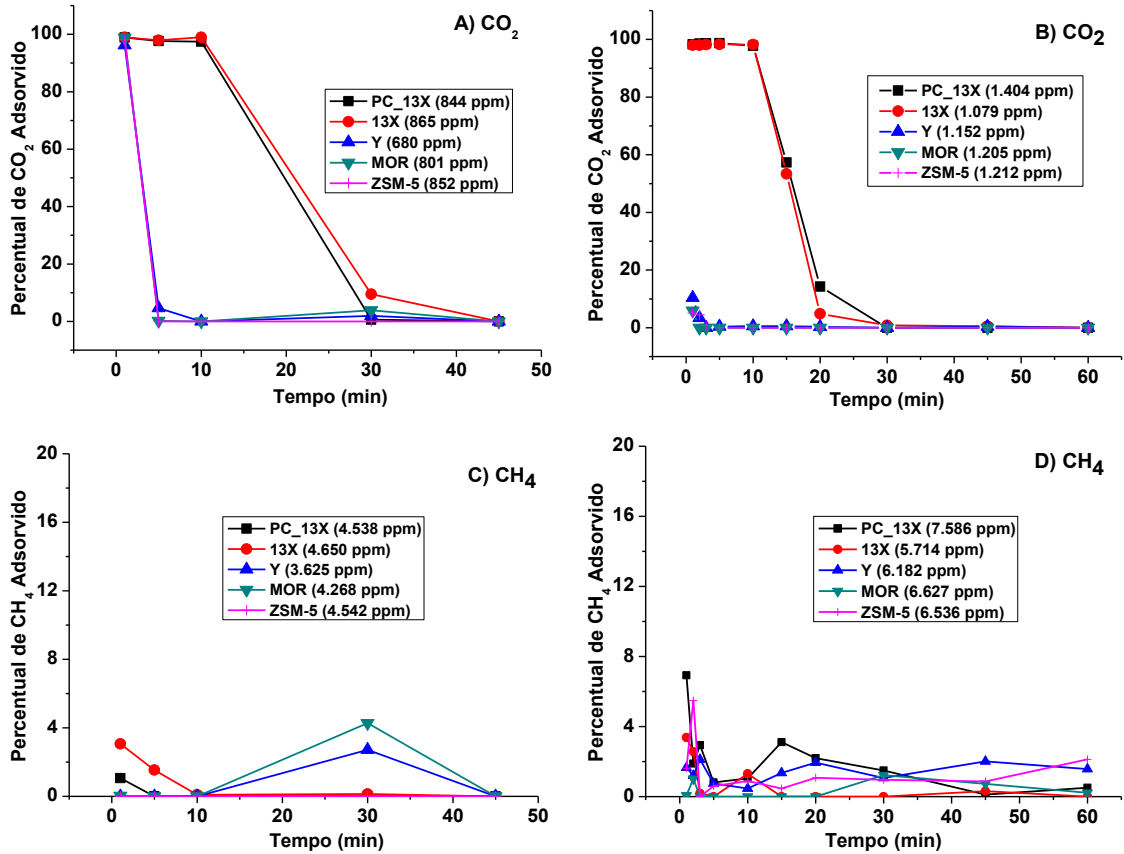 A) CO2
Percentual de CO2 Adsorvido
100
80
60
40
20
0
PC_13X (844 ppm)
13X (865 ppm)
Y (680 ppm)
MOR (801 ppm)
ZSM-5 (852 ppm)
0 10 20 30 40 50
Tempo (min)
B) CO2
Percentual de CO2 Adsorvido
100
80
60
40
20
0
PC_13X (1.404 ppm)
13X (1.079 ppm)
Y (1.152 ppm)
MOR (1.205 ppm)
ZSM-5 (1.212 ppm)
0 10 20 30 40 50 60
Tempo (min)
C) CH4
Percentual de CH4 Adsorvido
20
16
12
8
4
0
PC_13X (4.538 ppm)
13X (4.650 ppm)
Y (3.625 ppm)
MOR (4.268 ppm)
ZSM-5 (4.542 ppm)
0 10 20 30 40 50
Tempo (min)
D) CH4
Percentual de CH4 Adsorvido
20
16
12
8
4
0
PC_13X (7.586 ppm)
13X (5.714 ppm)
Y (6.182 ppm)
MOR (6.627 ppm)
ZSM-5 (6.536 ppm)
0 10 20 30 40 50 60
Tempo (min)